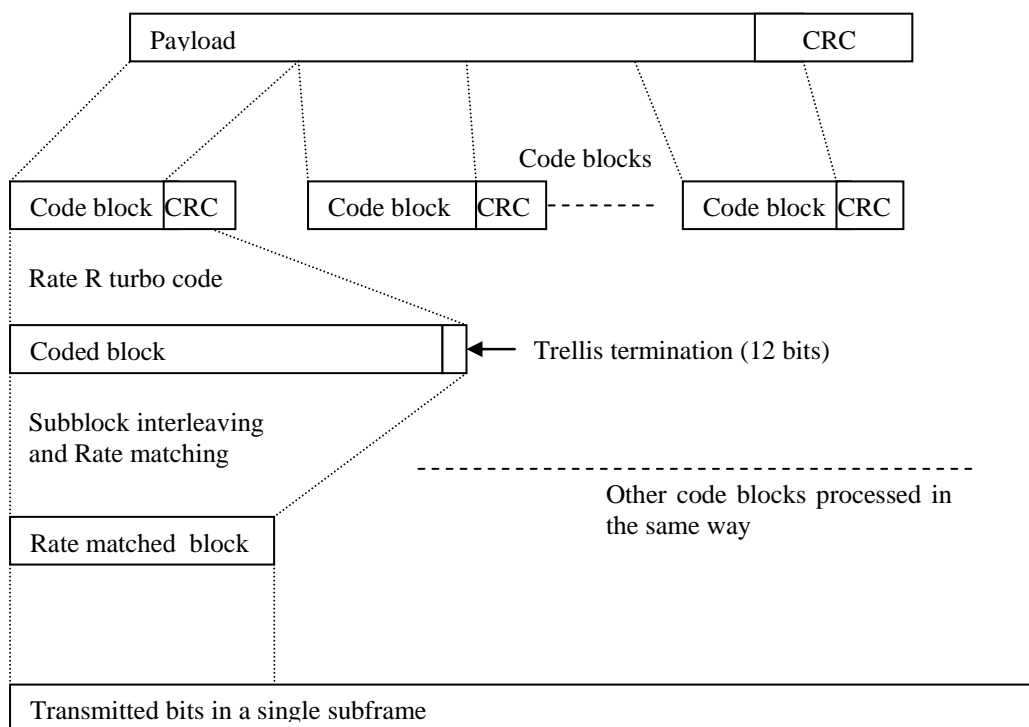 Payload CRC
Code blocks
Code block CRC Code block CRC Code block CRC
Rate R turbo code
Coded block
Trellis termination (12 bits)
Subblock interleaving
and Rate matching
Other code blocks processed in
the same way
Rate matched block
Transmitted bits in a single subframe